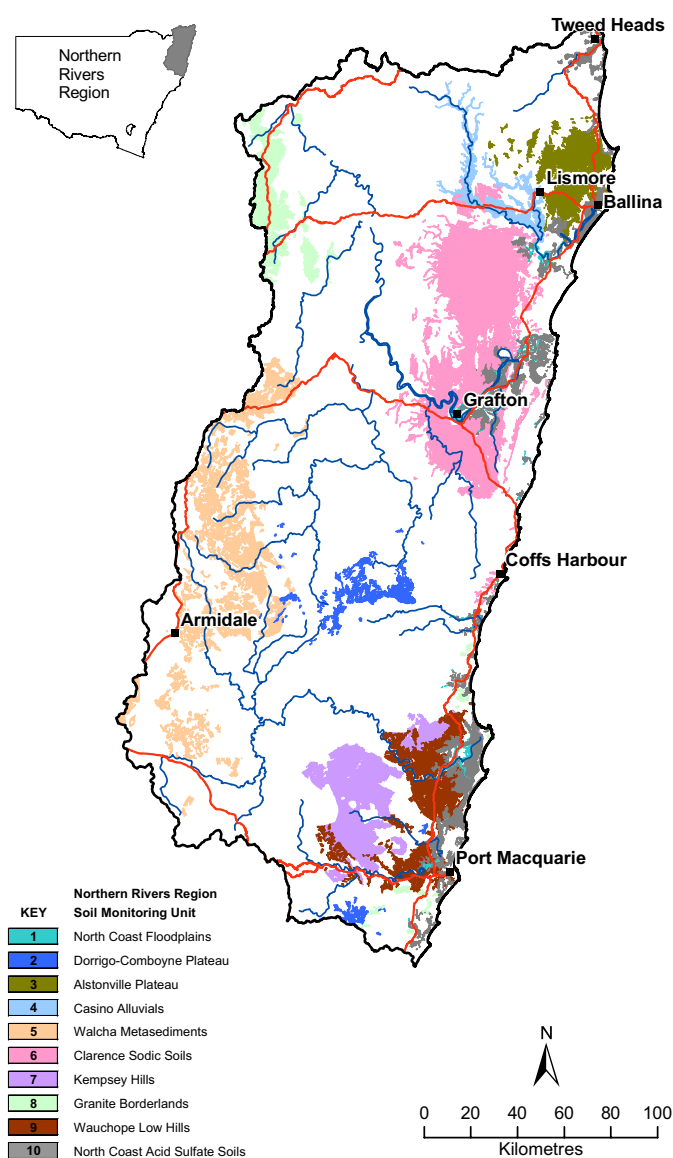 Northern
Rivers
Region
Tweed Heads
Lismore
Ballina
Grafton
Coffs Harbour
Armidale
Port Macquarie
Northern Rivers Region
KEY Soil Monitoring Unit
1 North Coast Floodplains
2 Dorrigo-Comboyne Plateau
3 Alstonville Plateau
4 Casino Alluvials
5 Walcha Metasediments
6 Clarence Sodic Soils
7 Kempsey Hills
8 Granite Borderlands
9 Wauchope Low Hills
10 North Coast Acid Sulfate Soils
N
0 20 40 60 80 100
Kilometres